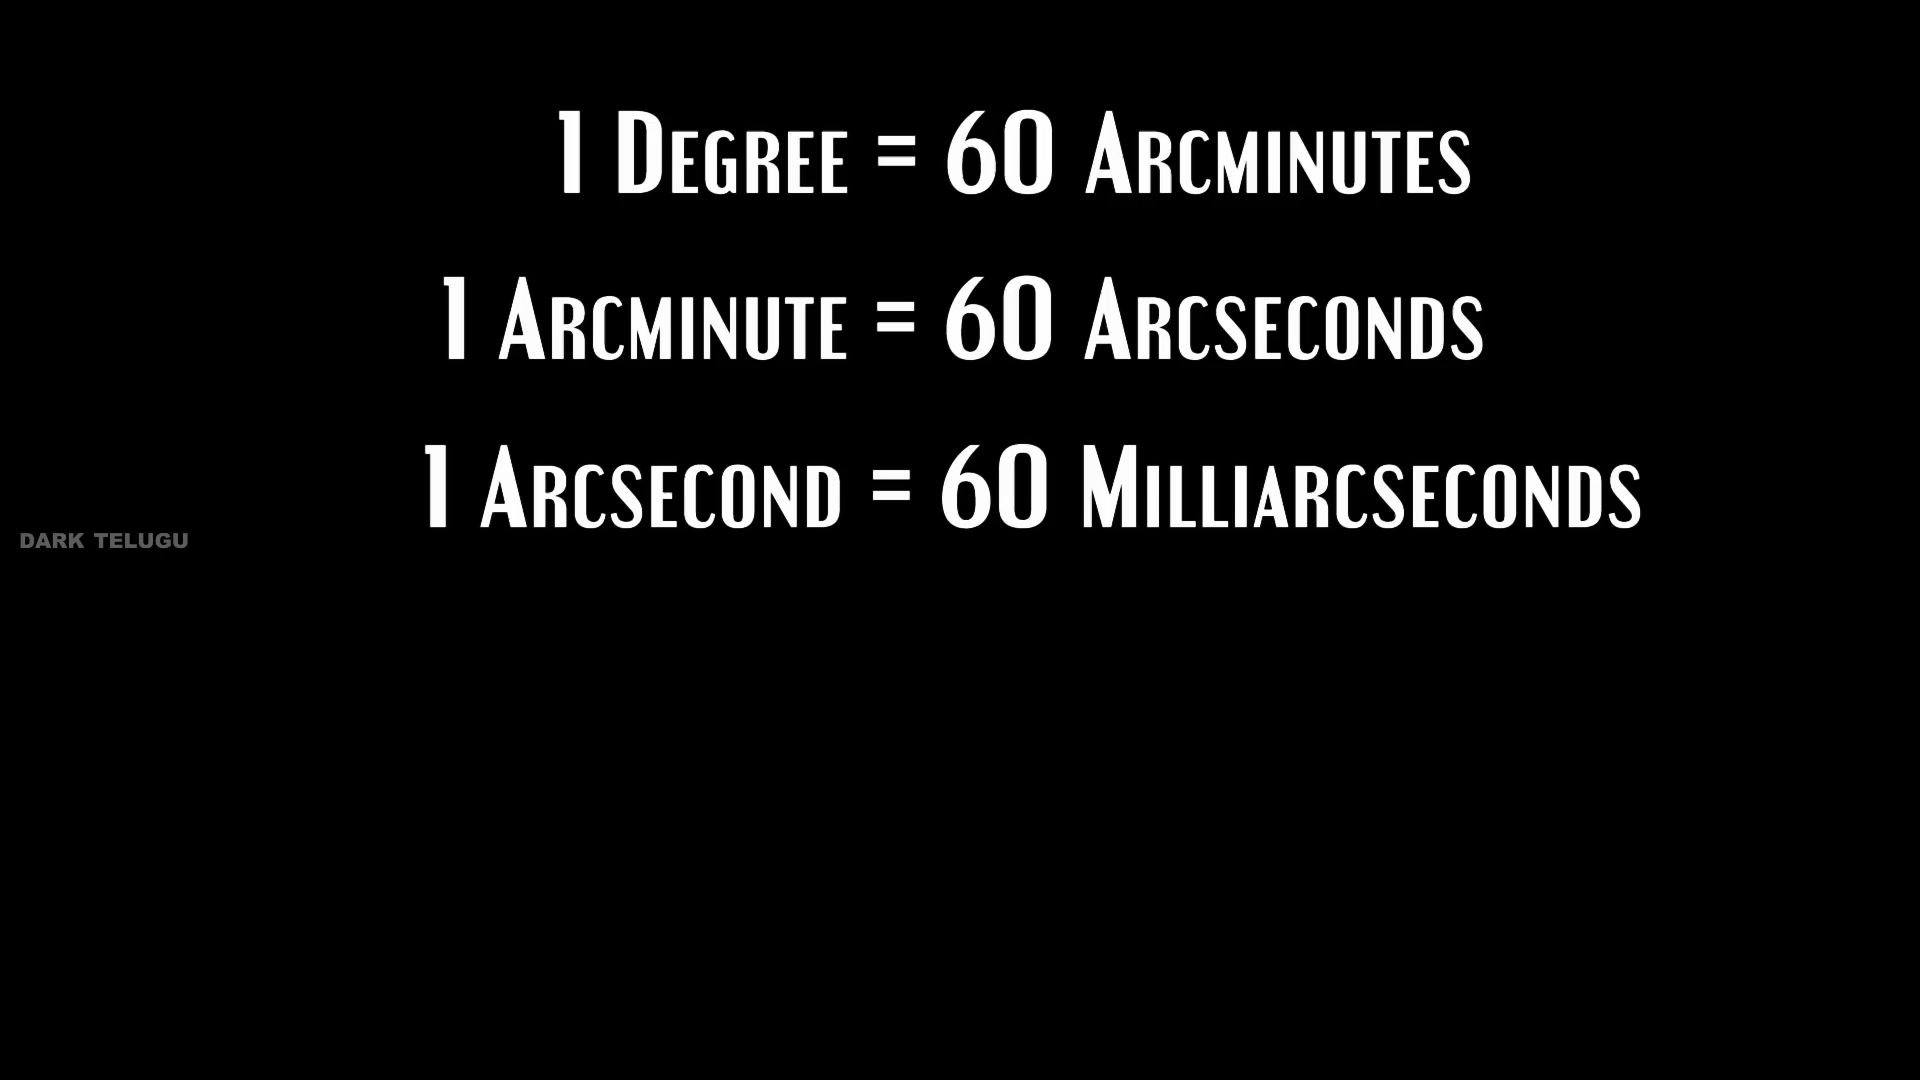 1 Degree = 60 Arcminutes
1 Arcminute = 60 Arcseconds
1 Arcsecond = 60 Milliarcseconds
DARK TELUGU